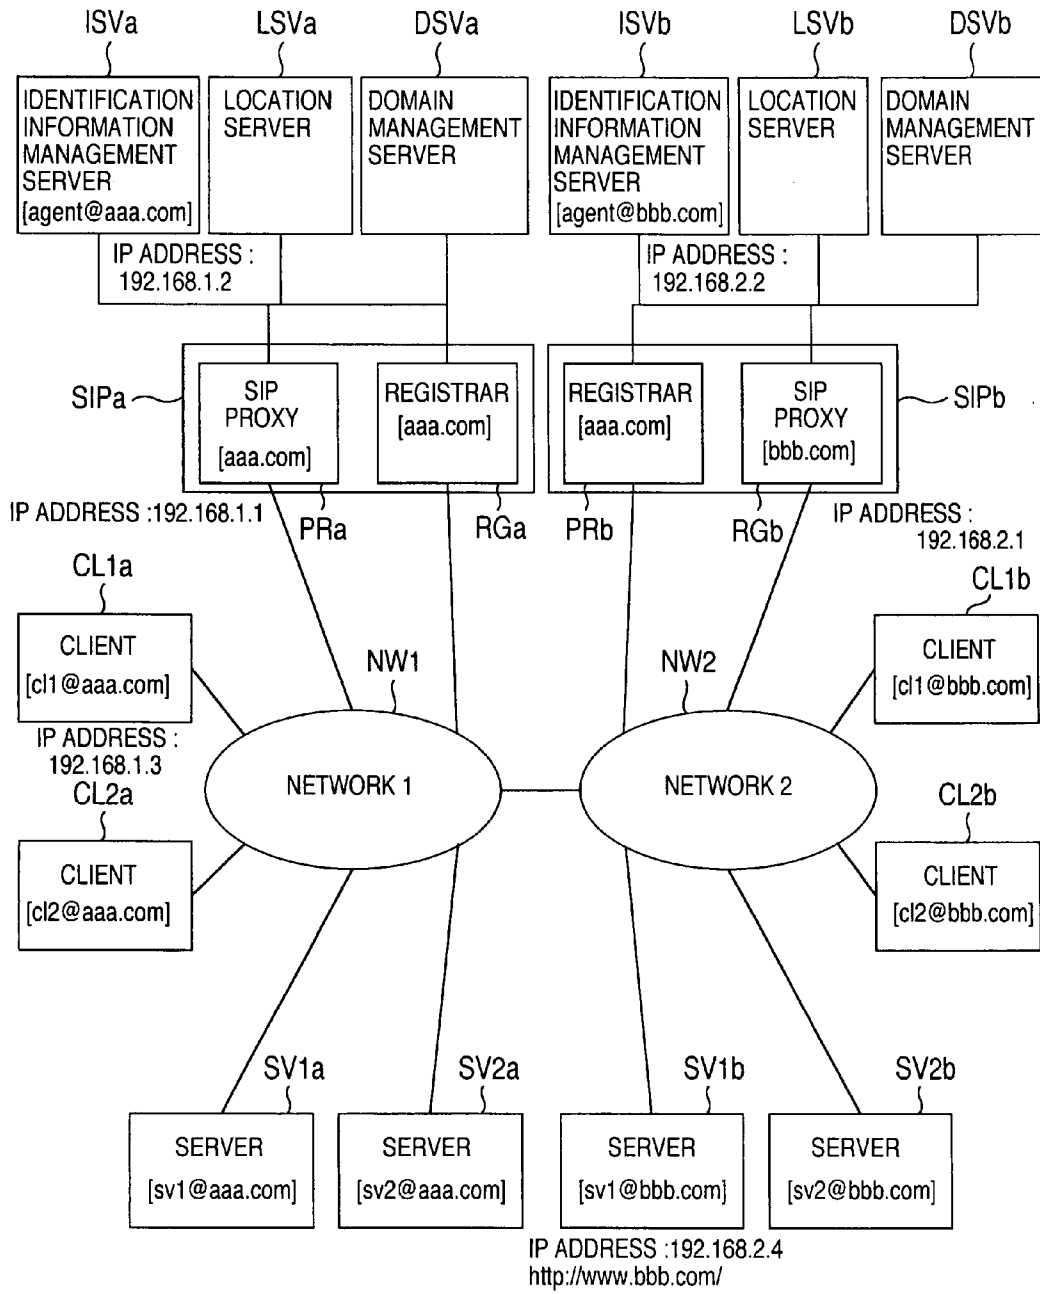 ISVa
LSVa
DSVa
ISVb
LSVb
DSVb
IDENTIFICATION
INFORMATION
MANAGEMENT
SERVER
[agent@aaa.com]
LOCATION
SERVER
DOMAIN
MANAGEMENT
SERVER
IDENTIFICATION
INFORMATION
MANAGEMENT
SERVER
[agent@bbb.com]
LOCATION
SERVER
DOMAIN
MANAGEMENT
SERVER
IP ADDRESS :
192.168.1.2
IP ADDRESS :
192.168.2.2
SIPa
SIP
PROXY
[aaa.com]
REGISTRAR
[aaa.com]
REGISTRAR
[aaa.com]
SIP
PROXY
[bbb.com]
SIPb
IP ADDRESS :192.168.1.1
PRa
RGa
PRb
RGb
IP ADDRESS :
192.168.2.1
CL1a
CLIENT
[cl1@aaa.com]
IP ADDRESS :
192.168.1.3
NW1
NW2
CL1b
CLIENT
[cl1@bbb.com]
NETWORK 1
NETWORK 2
CL2a
CLIENT
[cl2@aaa.com]
CL2b
CLIENT
[cl2@bbb.com]
SV1a
SV2a
SV1b
SV2b
SERVER
[sv1@aaa.com]
SERVER
[sv2@aaa.com]
SERVER
[sv1@bbb.com]
SERVER
[sv2@bbb.com]
IP ADDRESS :192.168.2.4
http://www.bbb.com/